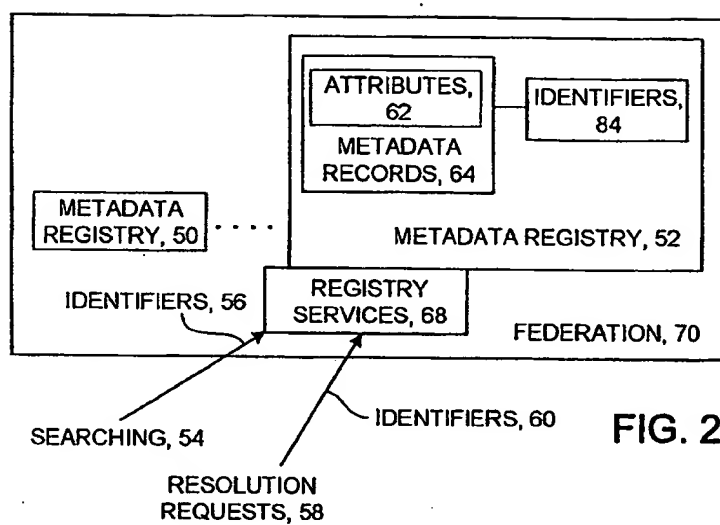 ATTRIBUTES,
62
IDENTIFIERS,
84
METADATA
RECORDS, 64
METADATA
REGISTRY, 50
METADATA REGISTRY, 52
IDENTIFIERS, 56
REGISTRY
SERVICES, 68
FEDERATION, 70
SEARCHING, 54
IDENTIFIERS, 60
FIG. 2
RESOLUTION
REQUESTS, 58